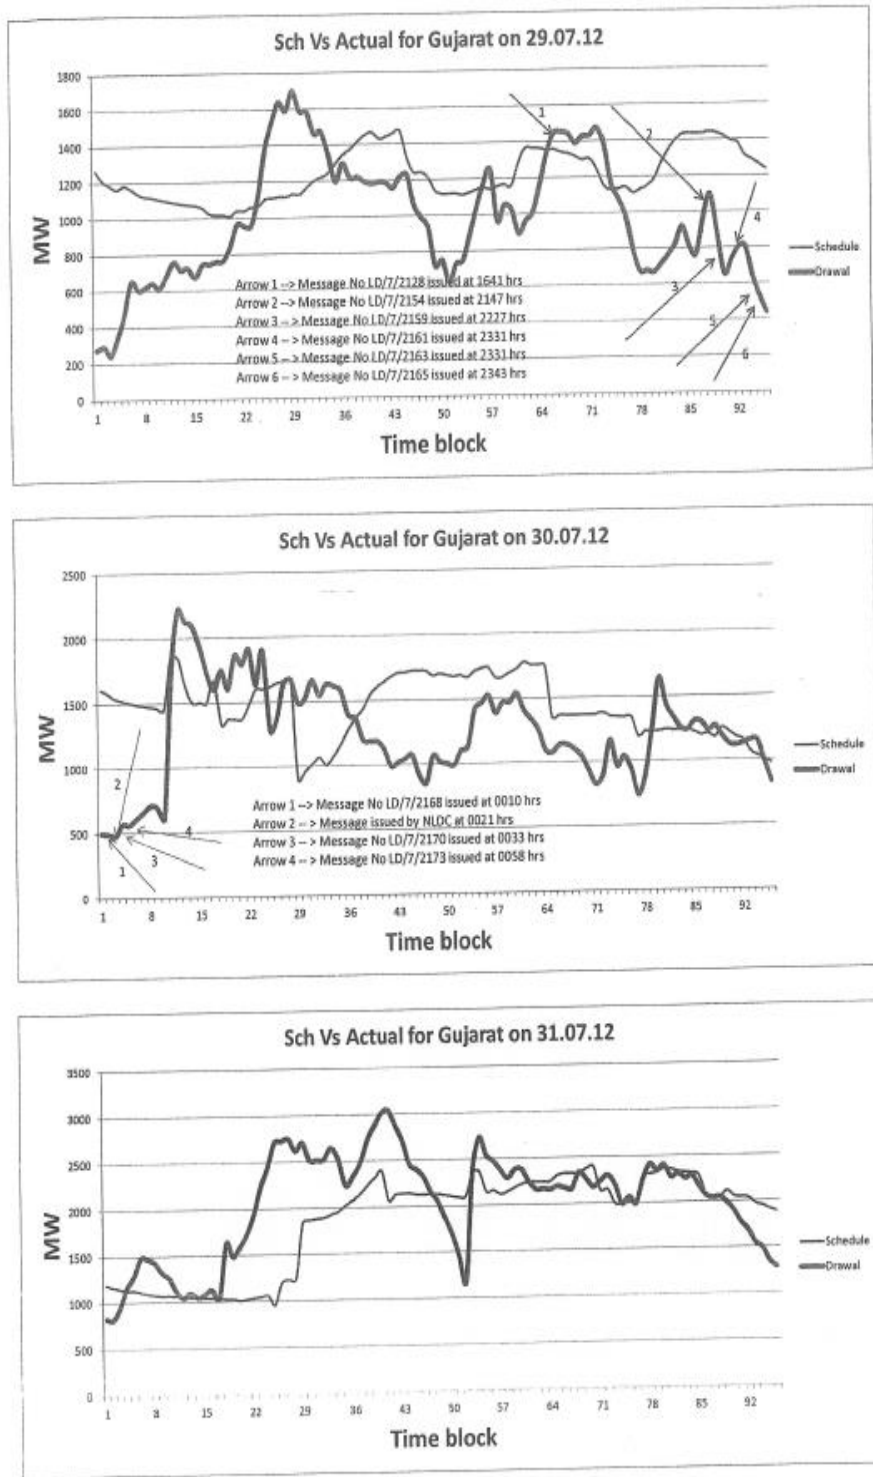 Sch Vs Actual for Gujarat on 29.07.12
1800
1600
1400
1200
1000
800
600
400
200
0
MW
1
2
3
4
5
6
Schedule
Drawal
Arrow 1 --> Message No LD/7/2128 issued at 1641 hrs
Arrow 2 --> Message No LD/7/2154 issued at 2147 hrs
Arrow 3 --> Message No LD/7/2159 issued at 2227 hrs
Arrow 4 --> Message No LD/7/2161 issued at 2331 hrs
Arrow 5 --> Message No LD/7/2163 issued at 2331 hrs
Arrow 6 --> Message No LD/7/2165 issued at 2343 hrs
1 8 15 22 29 36 43 50 57 64 71 78 85 92
Time block
Sch Vs Actual for Gujarat on 30.07.12
2500
2000
1500
1000
500
0
MW
2
4
3
1
Schedule
Drawal
Arrow 1 --> Message No LD/7/2168 issued at 0010 hrs
Arrow 2 --> Message issued by NLDC at 0021 hrs
Arrow 3 --> Message No LD/7/2170 issued at 0033 hrs
Arrow 4 --> Message No LD/7/2173 issued at 0058 hrs
1 8 15 22 29 36 43 50 57 64 71 78 85 92
Time block
Sch Vs Actual for Gujarat on 31.07.12
3500
3000
2500
2000
1500
1000
500
0
MW
Schedule
Drawal
1 8 15 22 29 36 43 50 57 64 71 78 85 92
Time block